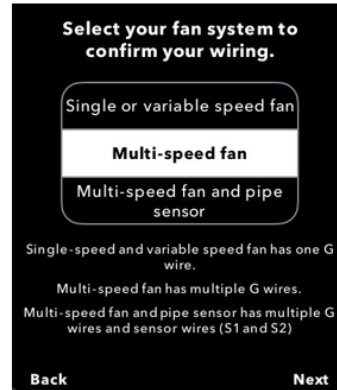 Select your fan system to
confirm your wiring.
Single or variable speed fan
Multi-speed fan
Multi-speed fan and pipe
sensor
Single-speed and variable speed fan has one G
wire.
Multi-speed fan has multiple G wires.
Multi-speed fan and pipe sensor has multiple G
wires and sensor wires (S1 and S2)
Back
Next